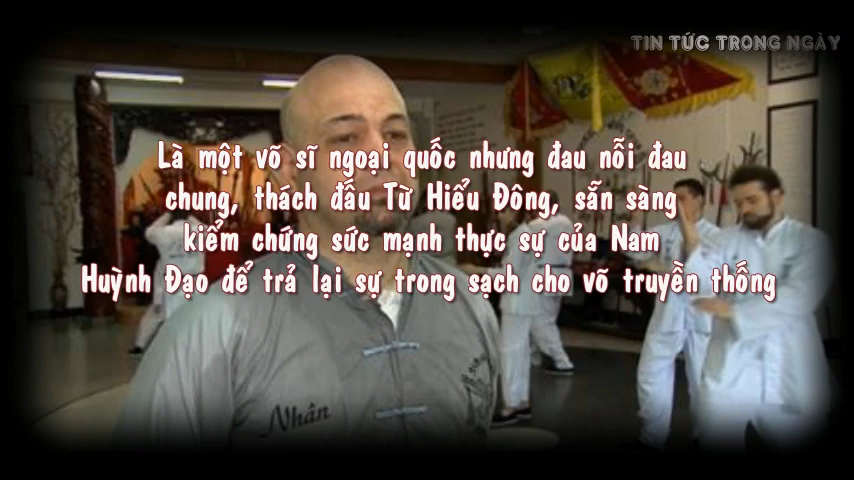 TIN TỨC TRONG NGÀY
Là một võ sĩ ngoại quốc nhưng đau nỗi đau
chung, thách đấu Từ Hiểu Đông, sẵn sàng
kiểm chứng sức mạnh thực sự của Nam
Huỳnh Đạo để trả lại sự trong sạch cho võ truyền thống
Nhân